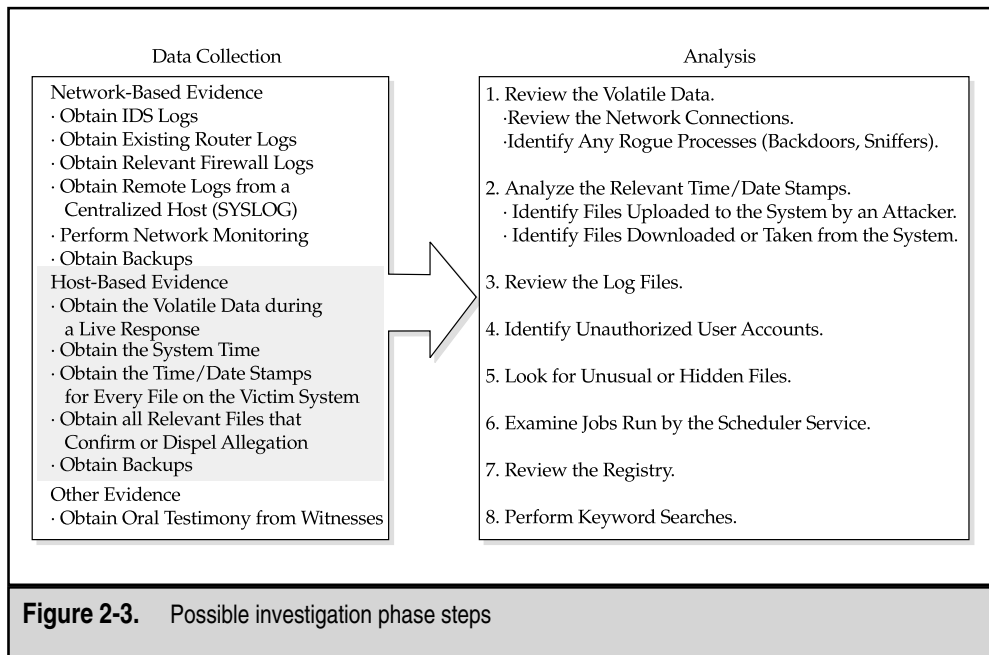 Data Collection
Network-Based Evidence
· Obtain IDS Logs
· Obtain Existing Router Logs
· Obtain Relevant Firewall Logs
· Obtain Remote Logs from a
Centralized Host (SYSLOG)
· Perform Network Monitoring
· Obtain Backups
Host-Based Evidence
· Obtain the Volatile Data during
a Live Response
· Obtain the System Time
· Obtain the Time/Date Stamps
for Every File on the Victim System
· Obtain all Relevant Files that
Confirm or Dispel Allegation
· Obtain Backups
Other Evidence
· Obtain Oral Testimony from Witnesses
Analysis
1. Review the Volatile Data.
·Review the Network Connections.
·Identify Any Rogue Processes (Backdoors, Sniffers).
2. Analyze the Relevant Time/Date Stamps.
· Identify Files Uploaded to the System by an Attacker.
· Identify Files Downloaded or Taken from the System.
3. Review the Log Files.
4. Identify Unauthorized User Accounts.
5. Look for Unusual or Hidden Files.
6. Examine Jobs Run by the Scheduler Service.
7. Review the Registry.
8. Perform Keyword Searches.
Figure 2-3. Possible investigation phase steps